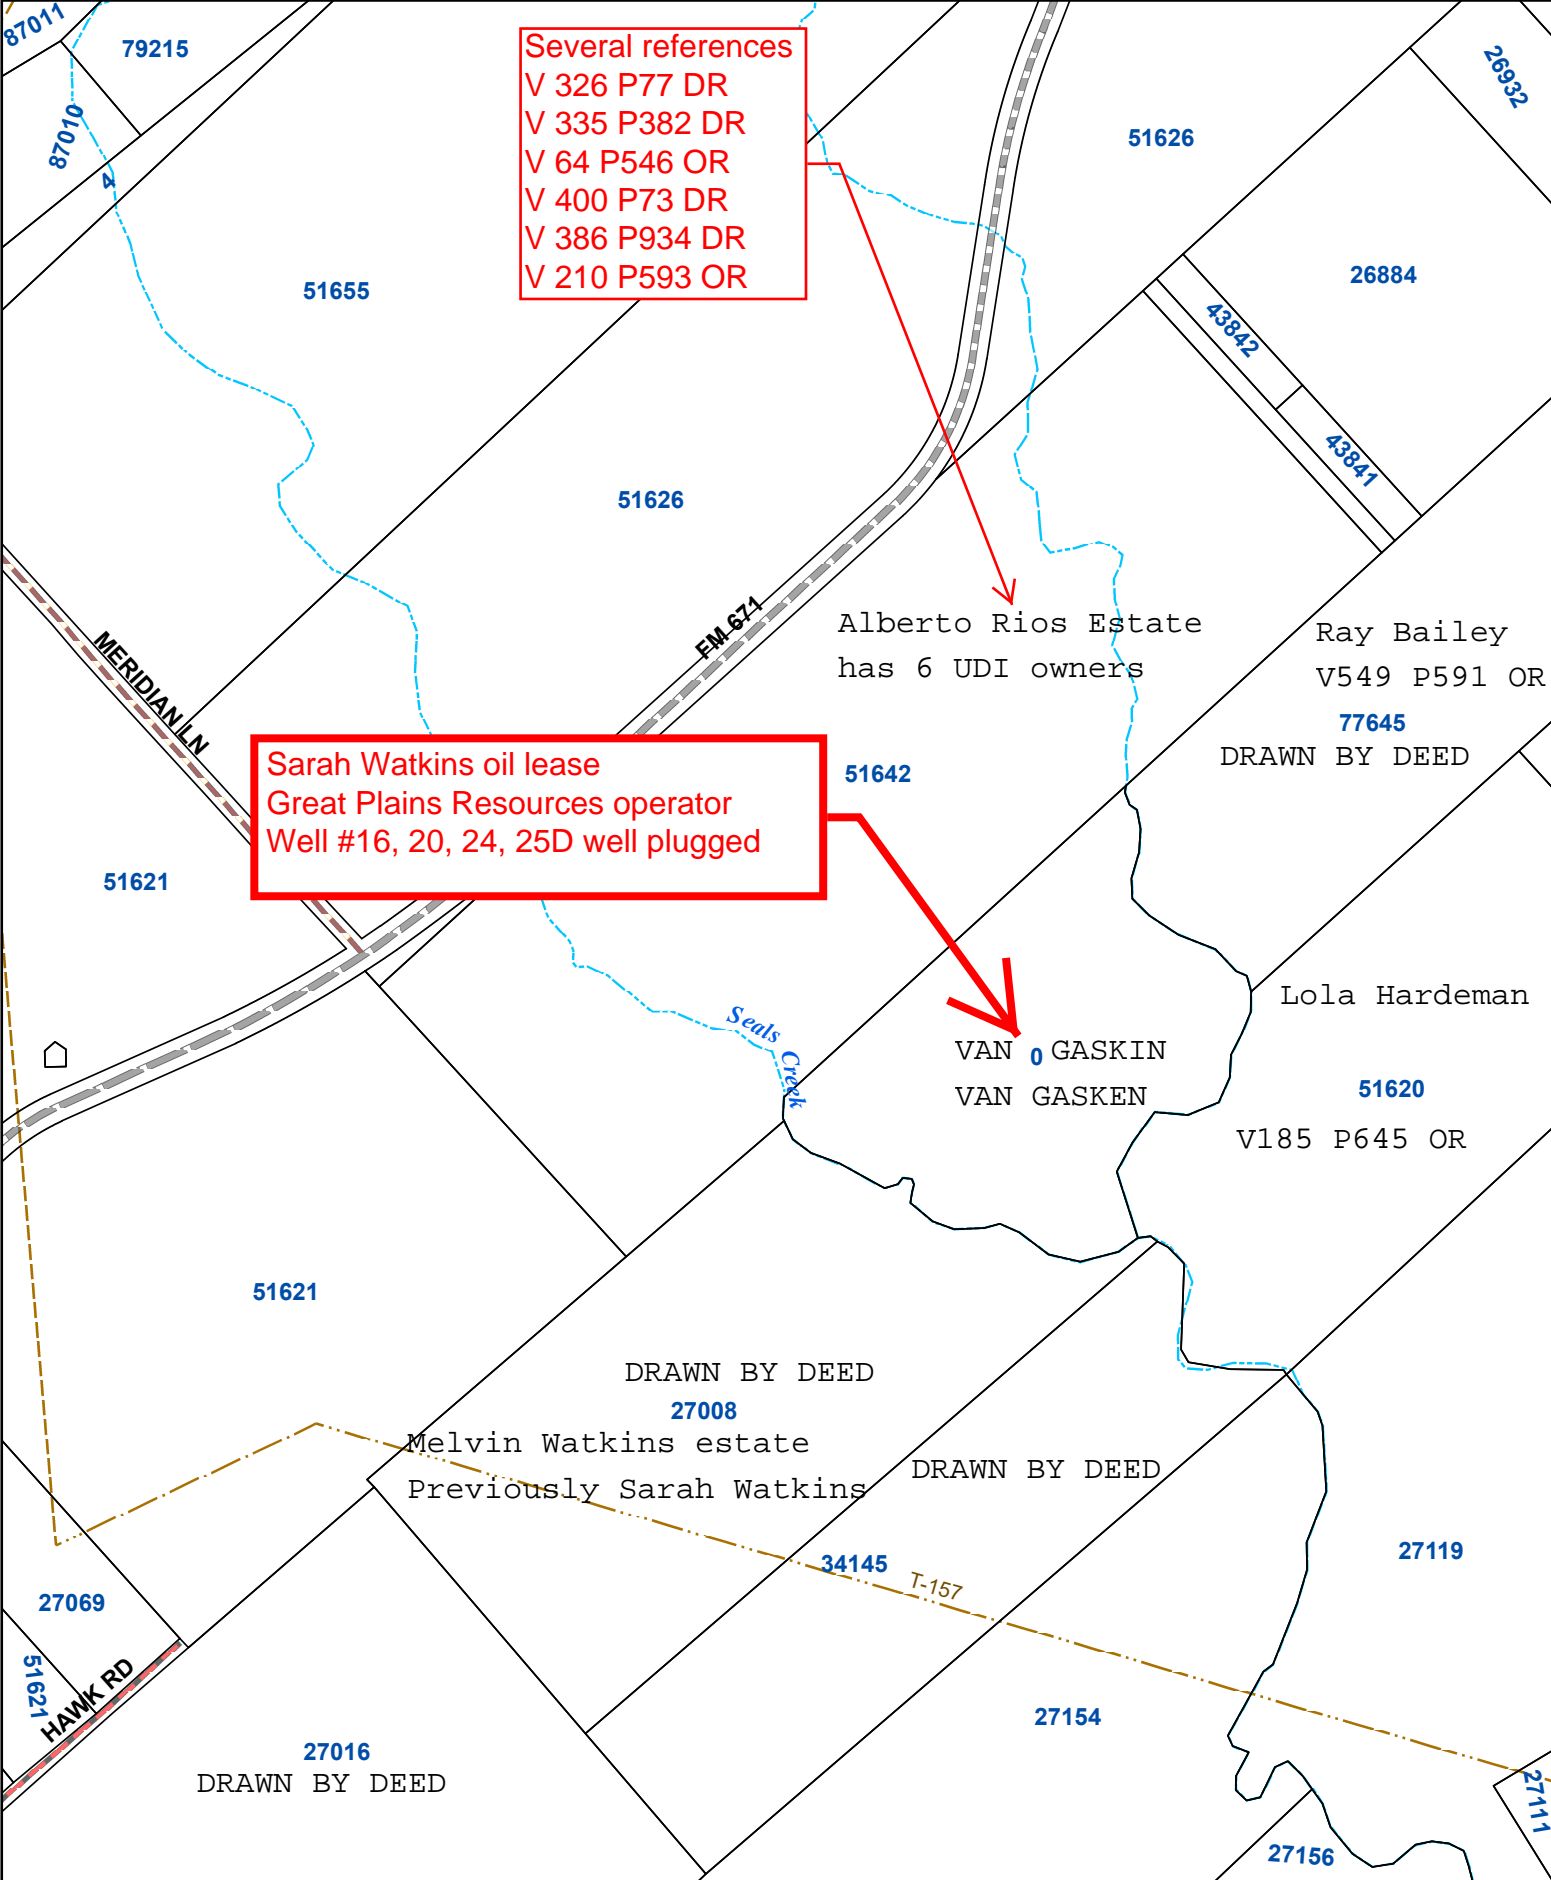 87011
79215
87010
4
Several references
V 326 P77 DR
V 335 P382 DR
V 64 P546 OR
V 400 P73 DR
V 386 P934 DR
V 210 P593 OR
26932
51626
51655
26884
43842
43841
51626
FM 671
MERIDIAN LN
Alberto Rios Estate
has 6 UDI owners
Ray Bailey
V549 P591 OR
77645
DRAWN BY DEED
Sarah Watkins oil lease
Great Plains Resources operator
Well #16, 20, 24, 25D well plugged
51642
51621
Lola Hardeman
Seals Creek
VAN 0 GASKIN
VAN GASKEN
51620
V185 P645 OR
51621
DRAWN BY DEED
27008
Melvin Watkins estate
Previously Sarah Watkins
DRAWN BY DEED
34145
T-157
27119
27069
51621
HAWK RD
27154
27016
DRAWN BY DEED
27111
27156